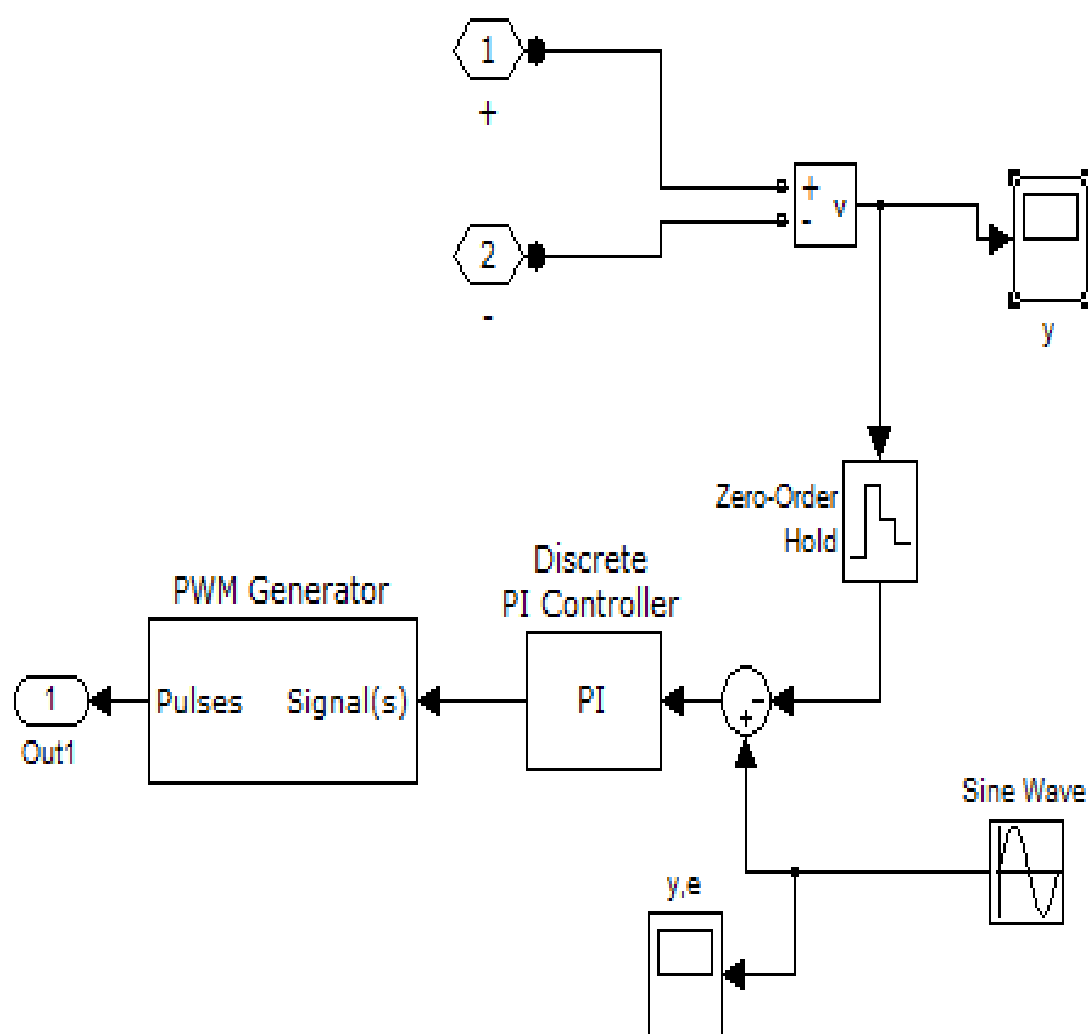 1
+
2
-
+
-
v
y
Zero-Order
Hold
Discrete
PI Controller
PWM Generator
1
Out1
Pulses
Signal(s)
PI
-
+
Sine Wave
y,e